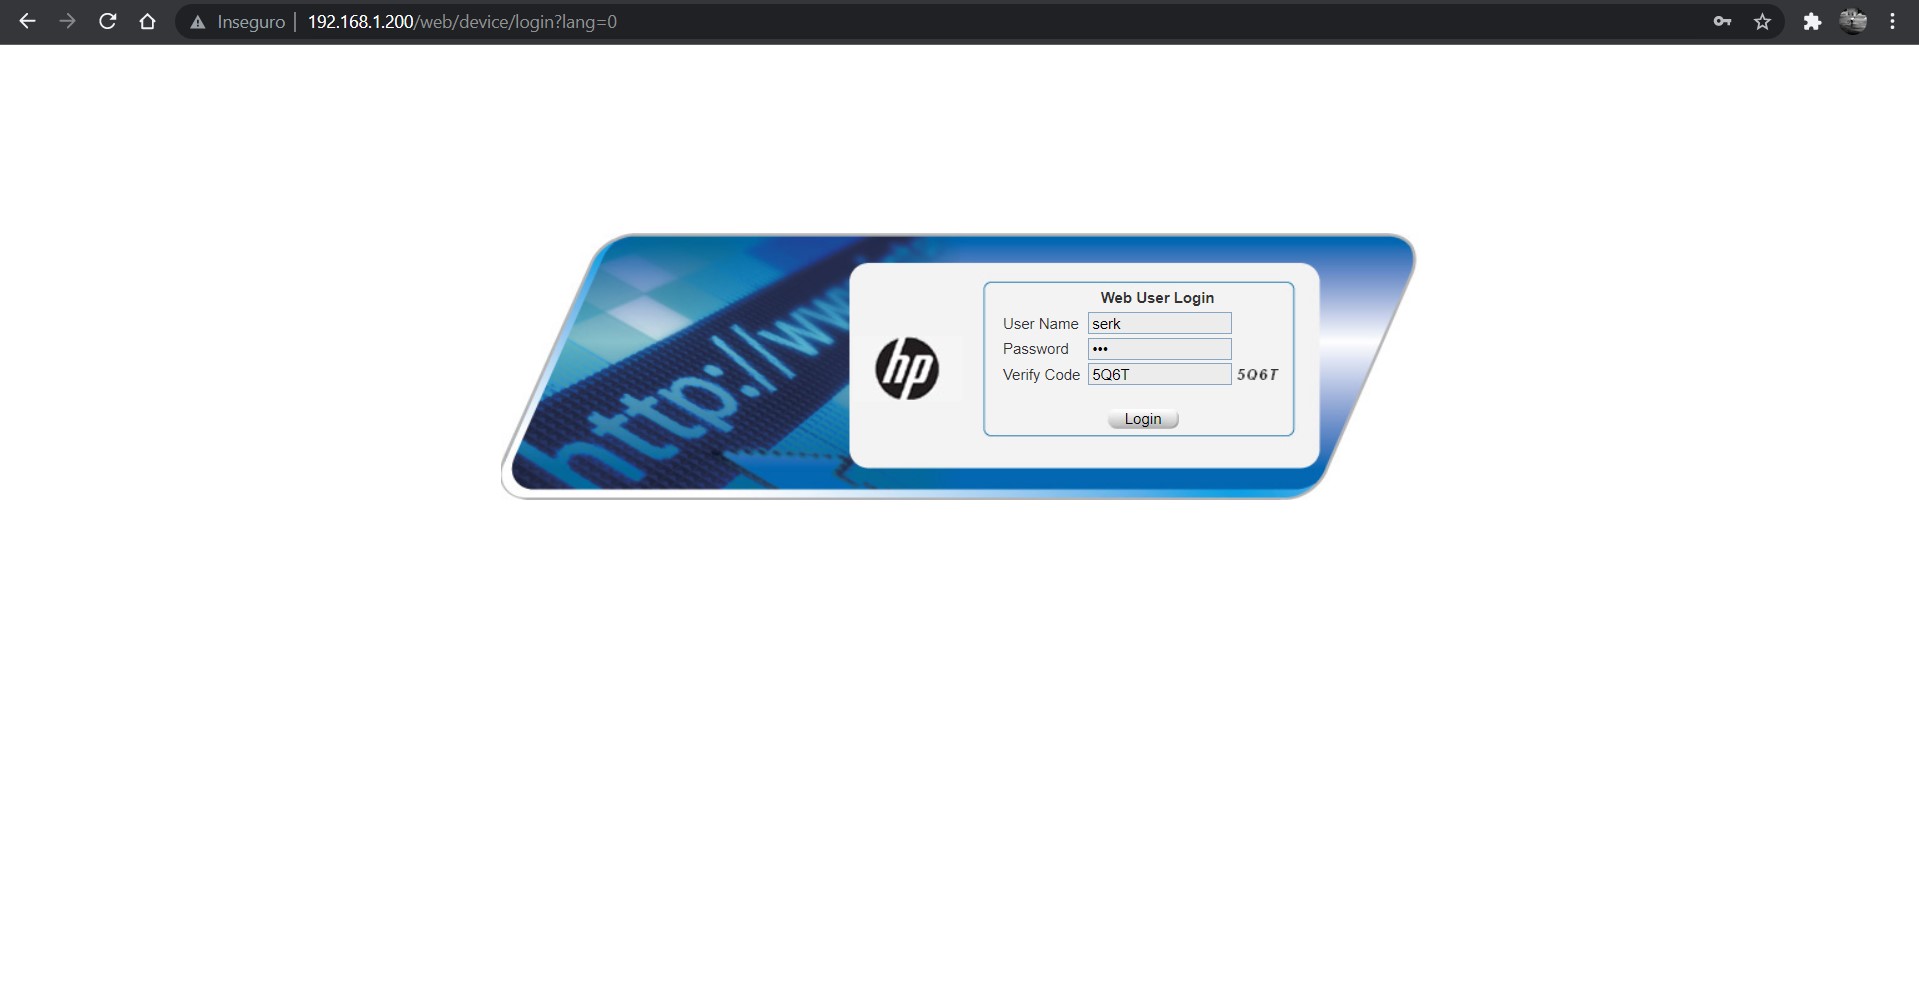 Inseguro | 192.168.1.200/web/device/login?lang=0
http://www
hp
Web User Login
User Name serk
Password •••
Verify Code 5Q6T 5Q6T
Login